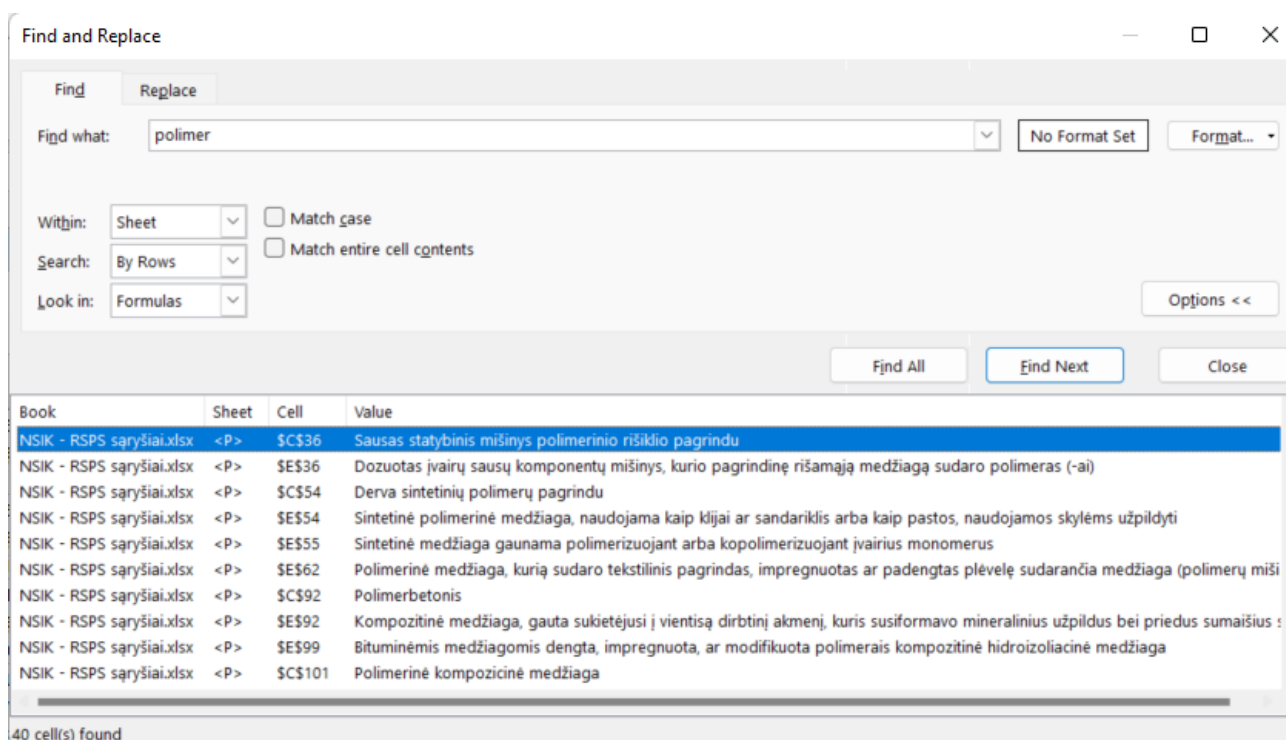 Find and Replace
Find Replace
Find what: polimer No Format Set Format...
Within: Sheet Match case
Match entire cell contents
Search: By Rows
Look in: Formulas
Options <<
Find All Find Next Close
Book Sheet Cell Value
NSIK - RSPS sąryšiai.xlsx <P> $C$36 Sausas statybinis mišinys polimerinio rišiklio pagrindu
NSIK - RSPS sąryšiai.xlsx <P> $E$36 Dozuotas įvairų sausų komponentų mišinys, kurio pagrindinę rišamąją medžiagą sudaro polimeras (-ai)
NSIK - RSPS sąryšiai.xlsx <P> $C$54 Derva sintetinių polimerų pagrindu
NSIK - RSPS sąryšiai.xlsx <P> $E$54 Sintetinė polimerinė medžiaga, naudojama kaip klijai ar sandariklis arba kaip pastos, naudojamos skylėms užpildyti
NSIK - RSPS sąryšiai.xlsx <P> $E$55 Sintetinė medžiaga gaunama polimerizuojant arba kopolimerizuojant įvairius monomerus
NSIK - RSPS sąryšiai.xlsx <P> $E$62 Polimerinė medžiaga, kurią sudaro tekstilinis pagrindas, impregnuotas ar padengtas plėvelę sudarančia medžiaga (polimerų miši
NSIK - RSPS sąryšiai.xlsx <P> $C$92 Polimerbetonis
NSIK - RSPS sąryšiai.xlsx <P> $E$92 Kompozitinė medžiaga, gauta sukietėjusi į vientisą dirbtinį akmenį, kuris susiformavo mineralinius užpildus bei priedus sumaišius
NSIK - RSPS sąryšiai.xlsx <P> $E$99 Bituminėmis medžiagomis dengta, impregnuota, ar modifikuota polimerais kompozitinė hidroizoliacinė medžiaga
NSIK - RSPS sąryšiai.xlsx <P> $C$101 Polimerinė kompozicinė medžiaga
40 cell(s) found